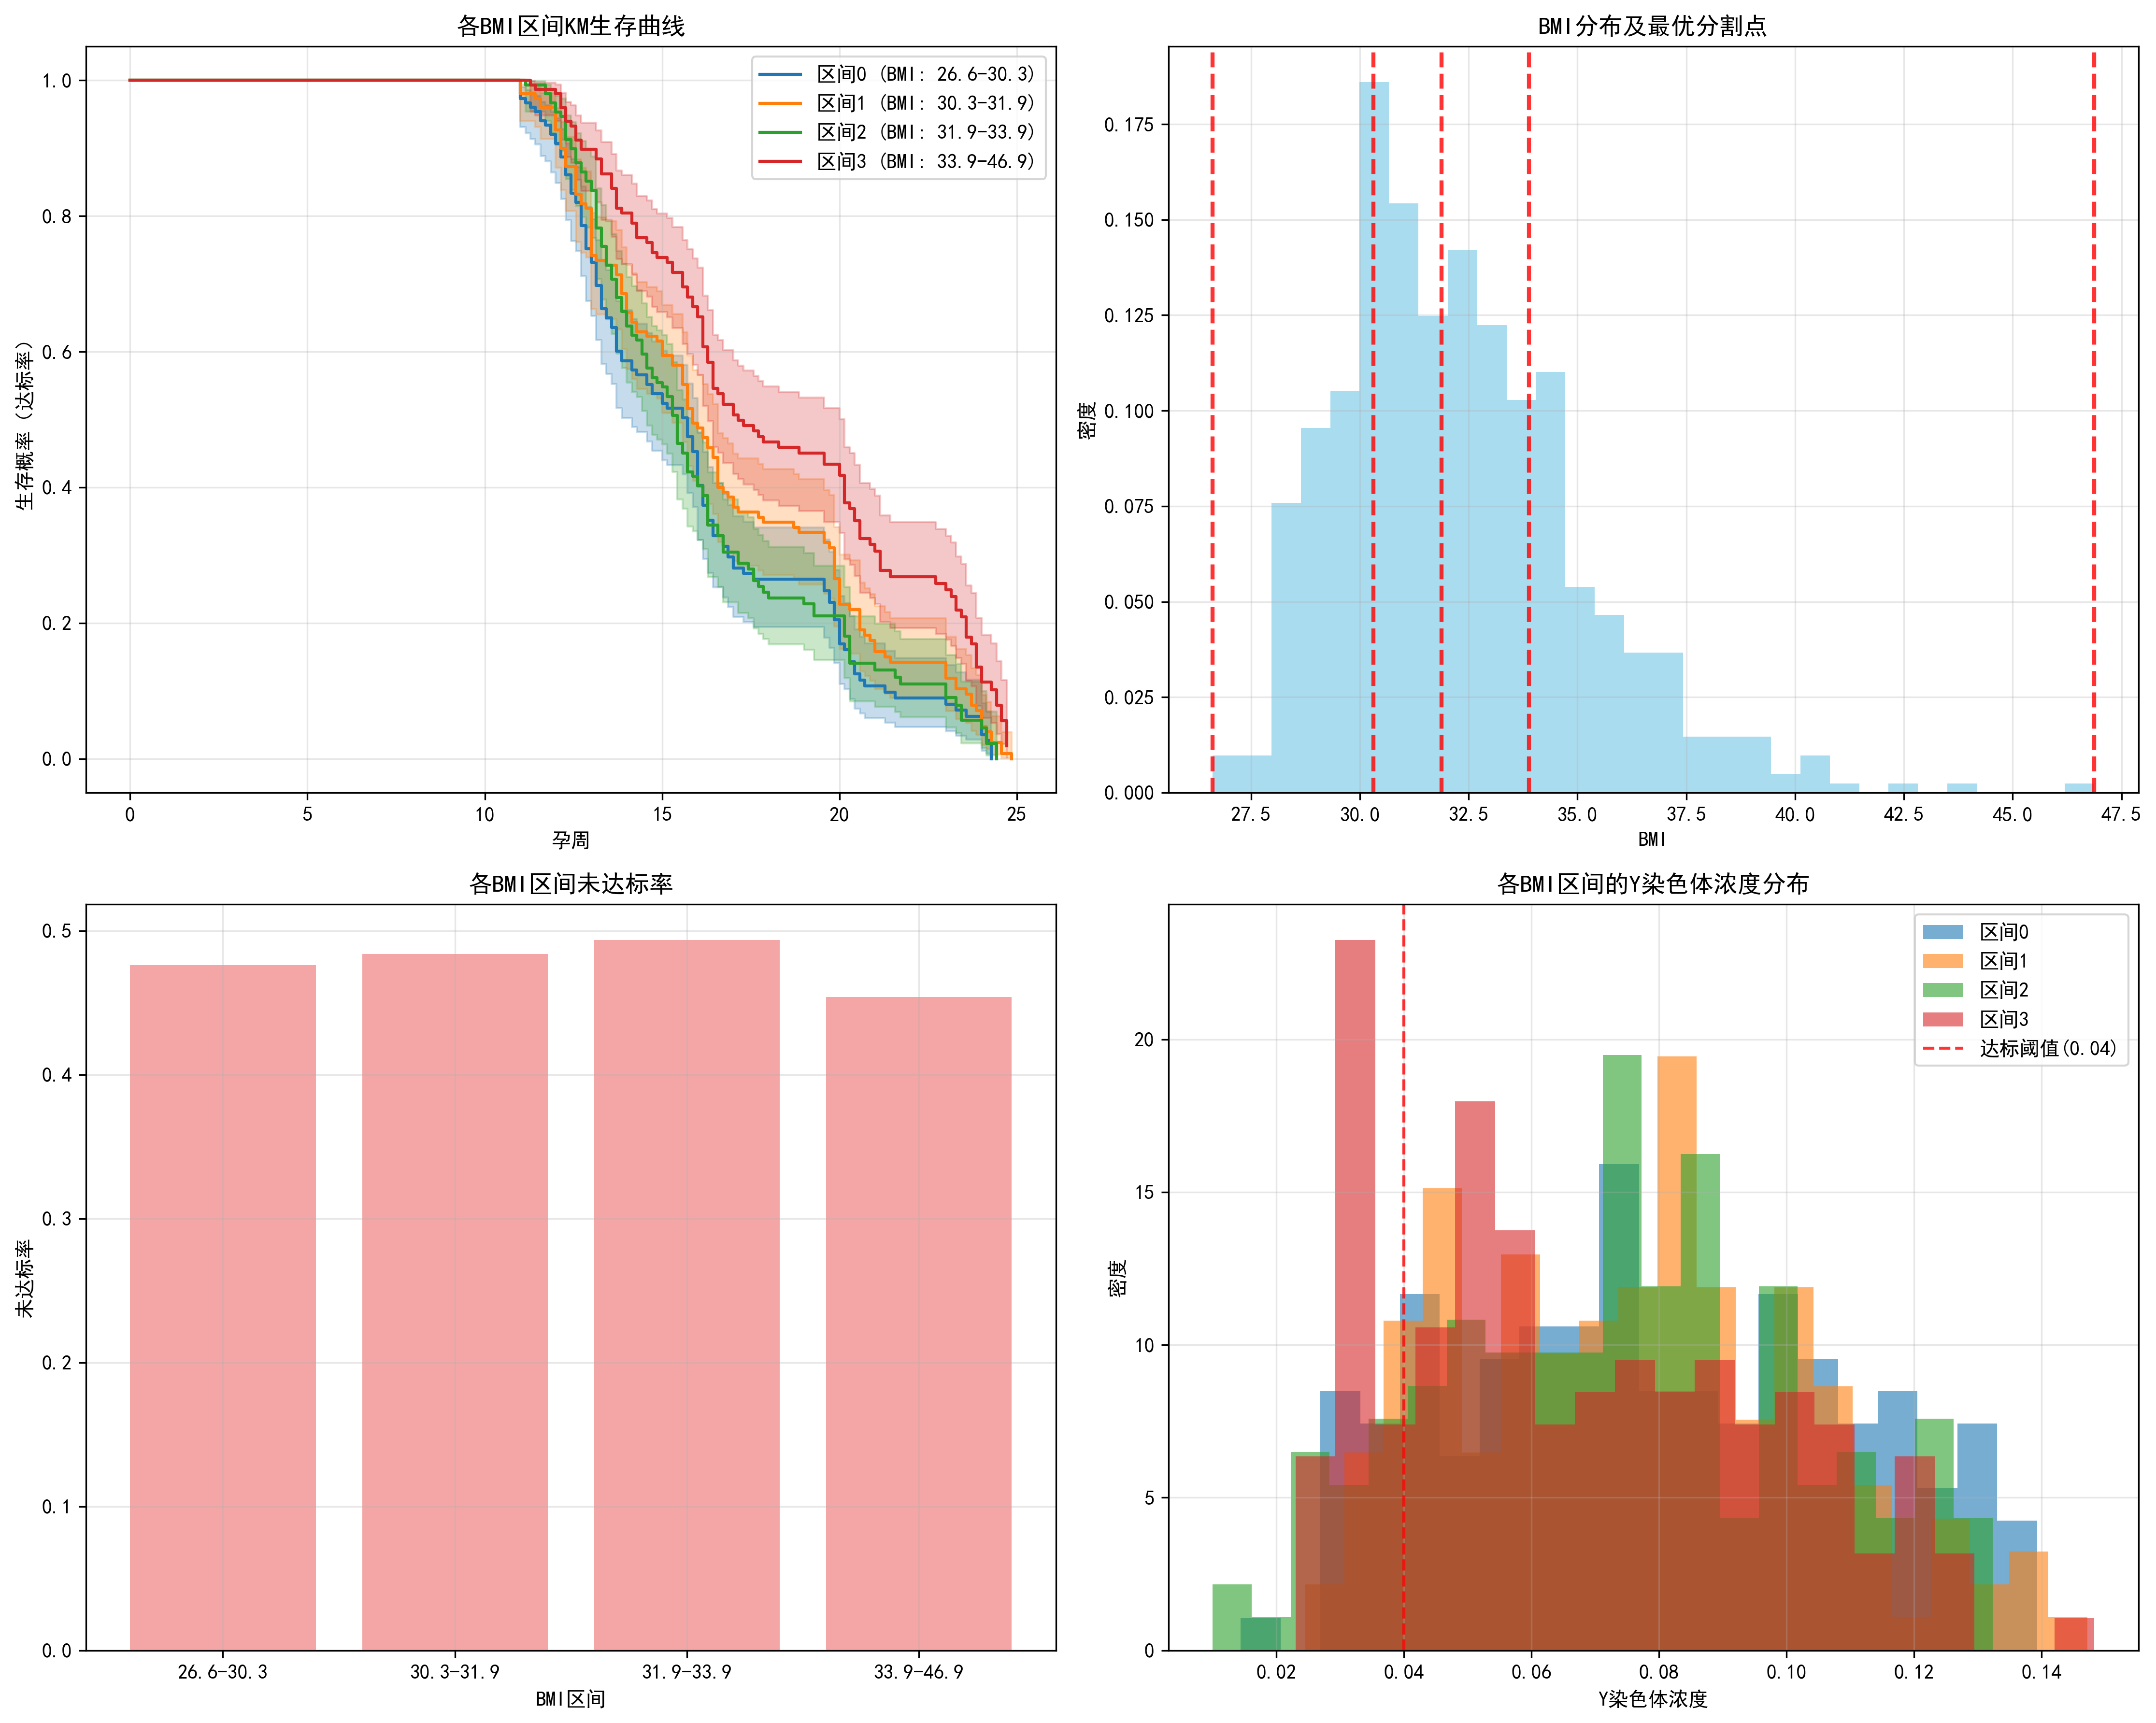 各BMI区间KM生存曲线
生存概率（达标率）
1.0
0.8
0.6
0.4
0.2
0.0
区间0 (BMI: 26.6-30.3)
区间1 (BMI: 30.3-31.9)
区间2 (BMI: 31.9-33.9)
区间3 (BMI: 33.9-46.9)
0 5 10 15 20 25
孕周
BMI分布及最优分割点
密度
0.175
0.150
0.125
0.100
0.075
0.050
0.025
0.000
27.5 30.0 32.5 35.0 37.5 40.0 42.5 45.0 47.5
BMI
各BMI区间未达标率
未达标率
0.5
0.4
0.3
0.2
0.1
0.0
26.6-30.3 30.3-31.9 31.9-33.9 33.9-46.9
BMI区间
各BMI区间的Y染色体浓度分布
密度
20
15
10
5
0
区间0
区间1
区间2
区间3
达标阈值(0.04)
0.02 0.04 0.06 0.08 0.10 0.12 0.14
Y染色体浓度